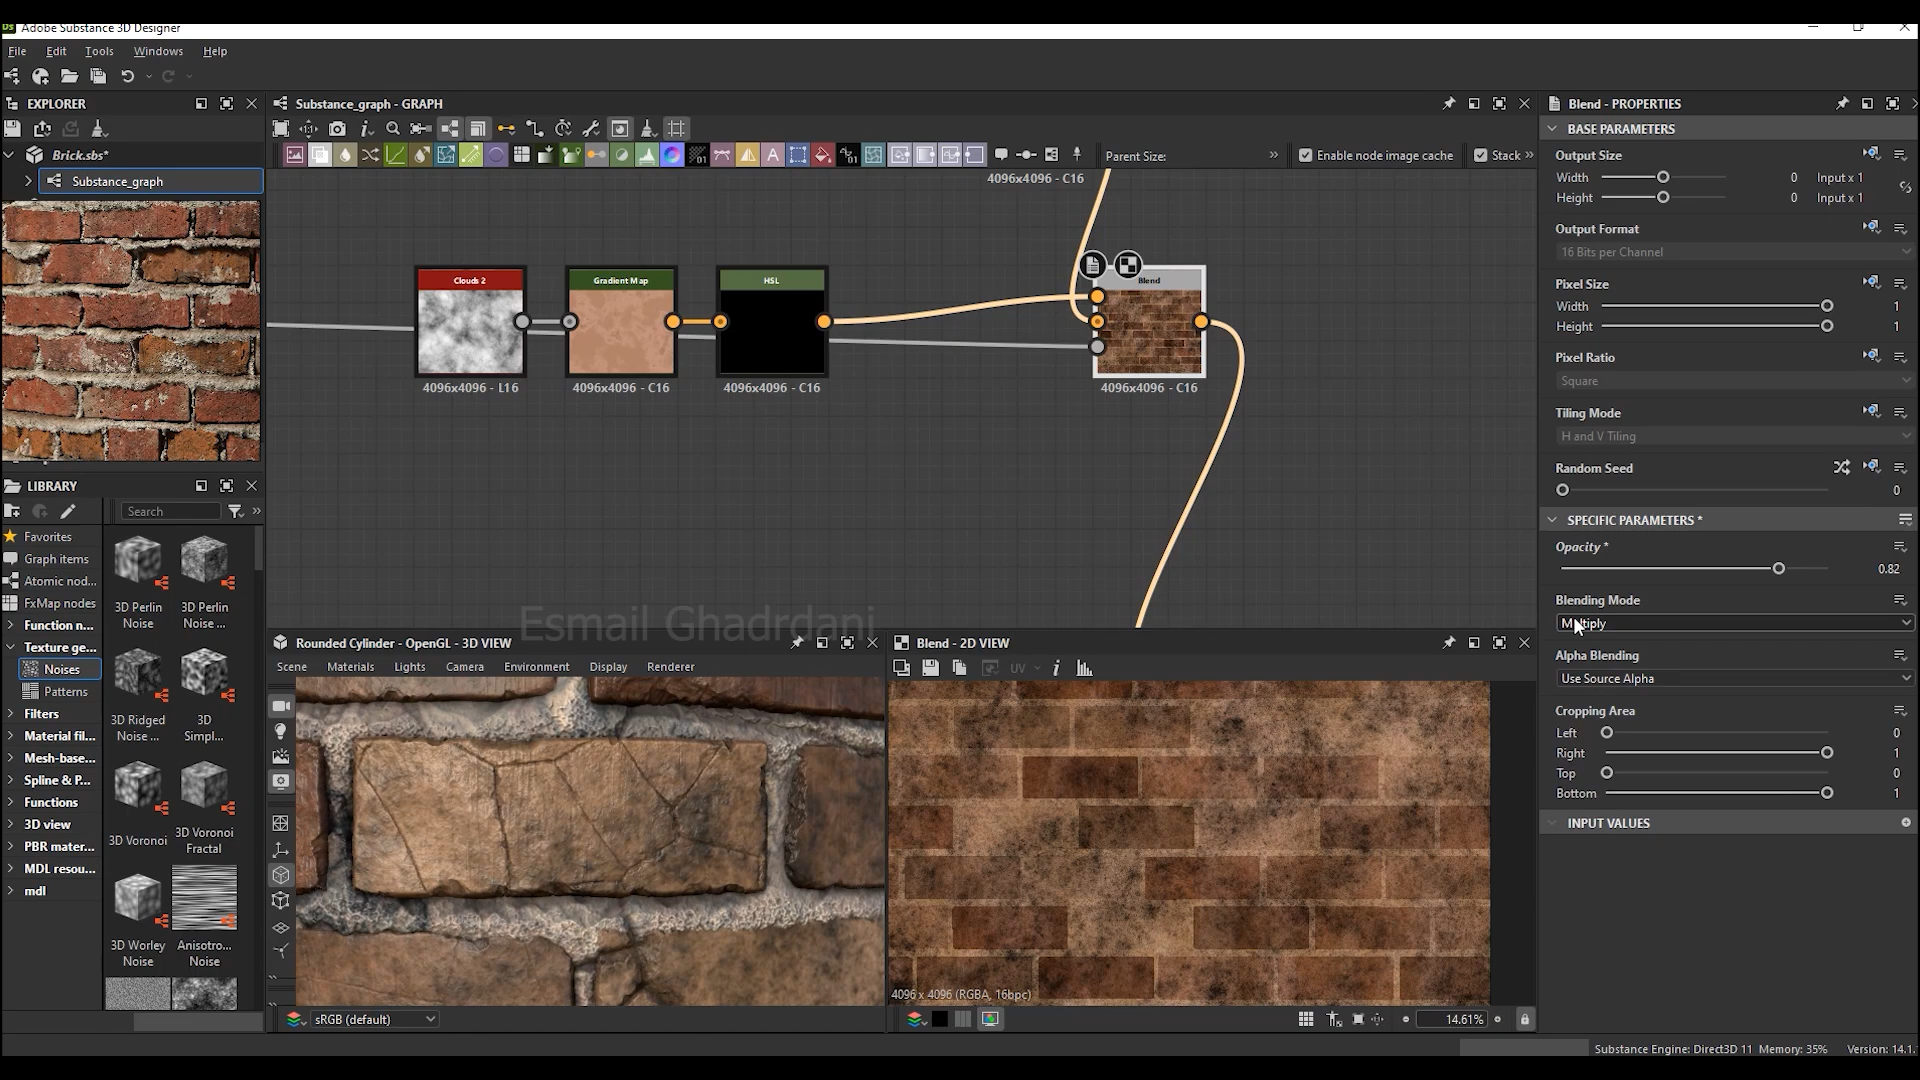 Ds Adobe Substance 3D Designer
File Edit Tools Windows Help
EXPLORER
Brick.sbs*
Substance_graph
LIBRARY
Search
Favorites
Graph items
Atomic nod...
FxMap nodes
Function n...
Texture ge...
Noises
Patterns
Filters
Material fil...
Mesh-base...
Spline & P...
Functions
3D view
PBR mater...
MDL resou...
mdl
3D Perlin Noise
3D Perlin Noise ...
3D Ridged Noise ...
3D Simpl...
3D Voronoi
3D Voronoi Fractal
3D Worley Noise
Anisotro... Noise
Substance_graph - GRAPH
Parent Size:
Enable node image cache
Stack
4096x4096 - C16
Clouds 2
4096x4096 - L16
Gradient Map
4096x4096 - C16
HSL
4096x4096 - C16
Blend
4096x4096 - C16
Esmail Ghadrdani
Rounded Cylinder - OpenGL - 3D VIEW
Scene Materials Lights Camera Environment Display Renderer
sRGB (default)
Blend - 2D VIEW
UV
4096 x 4096 (RGBA, 16bpc)
14.61%
Blend - PROPERTIES
BASE PARAMETERS
Output Size
Width 0 Input x 1
Height 0 Input x 1
Output Format
16 Bits per Channel
Pixel Size
Width 1
Height 1
Pixel Ratio
Square
Tiling Mode
H and V Tiling
Random Seed
0
SPECIFIC PARAMETERS *
Opacity *
0.82
Blending Mode
Multiply
Alpha Blending
Use Source Alpha
Cropping Area
Left 0
Right 1
Top 0
Bottom 1
INPUT VALUES
Substance Engine: Direct3D 11 Memory: 35% Version: 14.1.